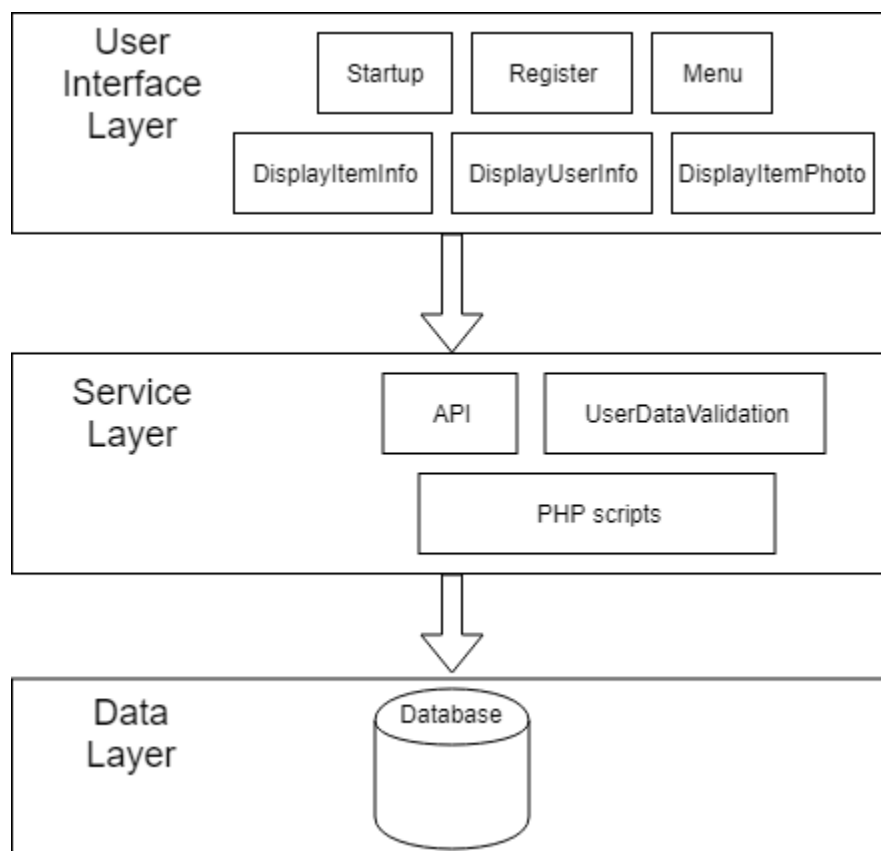 User
Interface
Layer
Startup
Register
Menu
DisplayItemInfo
DisplayUserInfo
DisplayItemPhoto
Service
Layer
API
UserDataValidation
PHP scripts
Data
Layer
Database